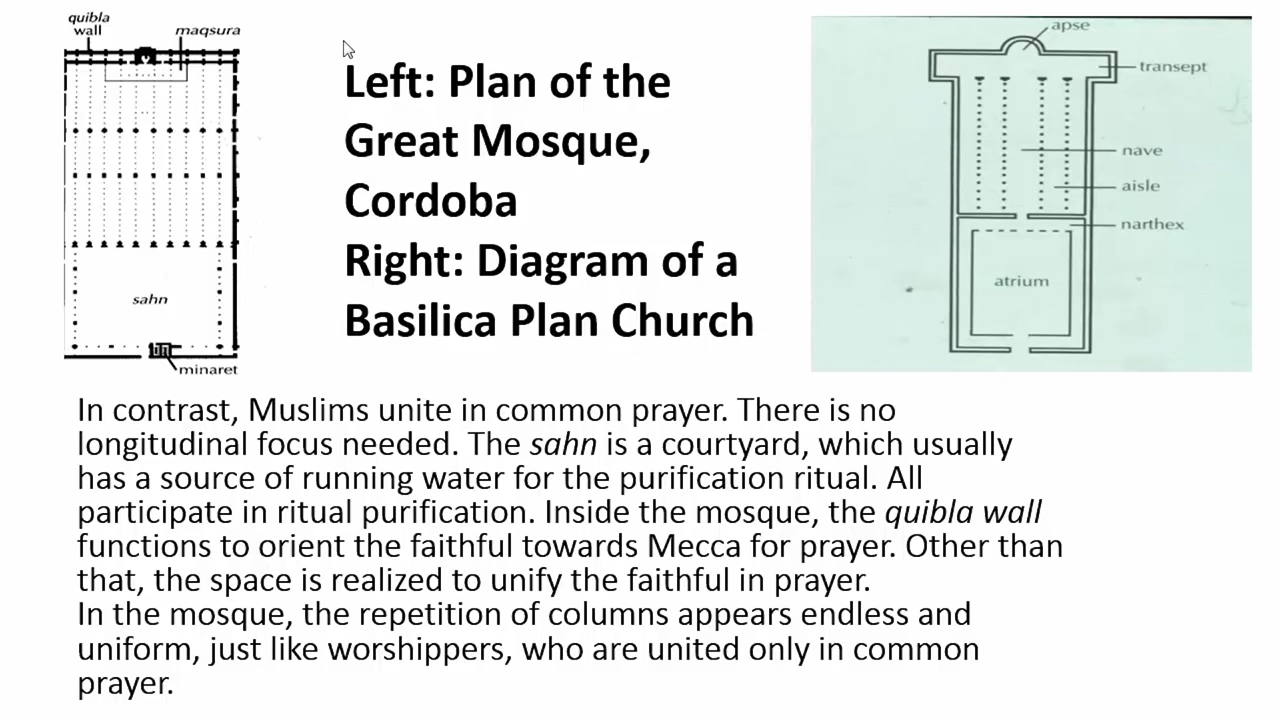 quibla
wall
maqsura
sahn
minaret
Left: Plan of the
Great Mosque,
Cordoba
Right: Diagram of a
Basilica Plan Church
apse
transept
nave
aisle
narthex
atrium
In contrast, Muslims unite in common prayer. There is no
longitudinal focus needed. The sahn is a courtyard, which usually
has a source of running water for the purification ritual. All
participate in ritual purification. Inside the mosque, the quibla wall
functions to orient the faithful towards Mecca for prayer. Other than
that, the space is realized to unify the faithful in prayer.
In the mosque, the repetition of columns appears endless and
uniform, just like worshippers, who are united only in common
prayer.